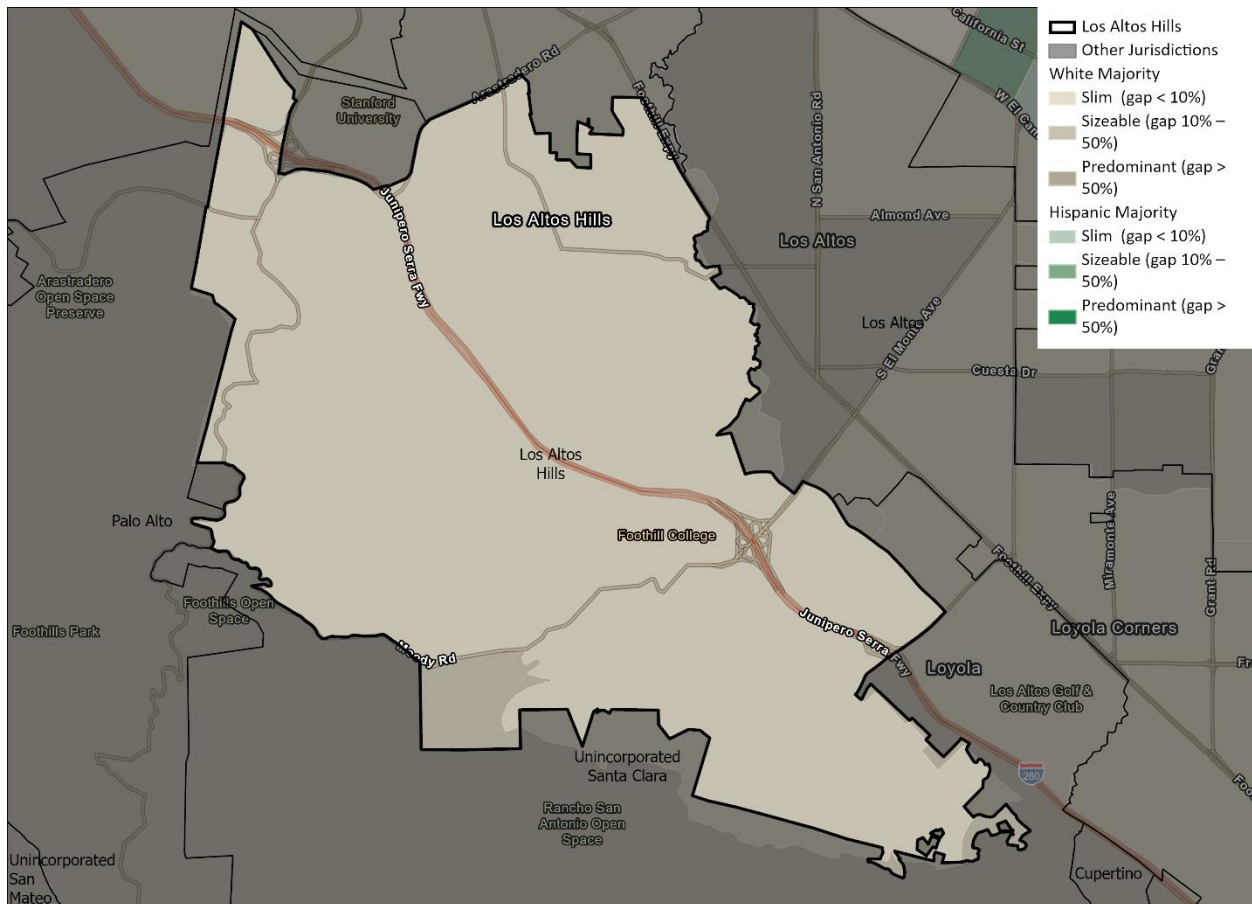 California St
W El Cam
Arastradero Rd
Foothill Expy
N San Antonio Rd
Stanford
University
Los Altos Hills
Almond Ave
Los Altos
Junipero Serra Fwy
Arastradero
Open Space
Preserve
Los Altos
S El Monte Ave
Cuesta Dr
Los Altos
Hills
Palo Alto
Foothill College
Foothills Open
Space
Foothills Park
Moody Rd
Junipero Serra Fwy
Foothill Expy
Miramonte Ave
Grant Rd
Loyola Corners
Loyola
Los Altos Golf &
Country Club
Unincorporated
Santa Clara
280
Rancho San
Antonio Open
Space
Unincorporated
San
Mateo
Cupertino
Los Altos Hills
Other Jurisdictions
White Majority
Slim (gap < 10%)
Sizeable (gap 10% –
50%)
Predominant (gap >
50%)
Hispanic Majority
Slim (gap < 10%)
Sizeable (gap 10% –
50%)
Predominant (gap >
50%)